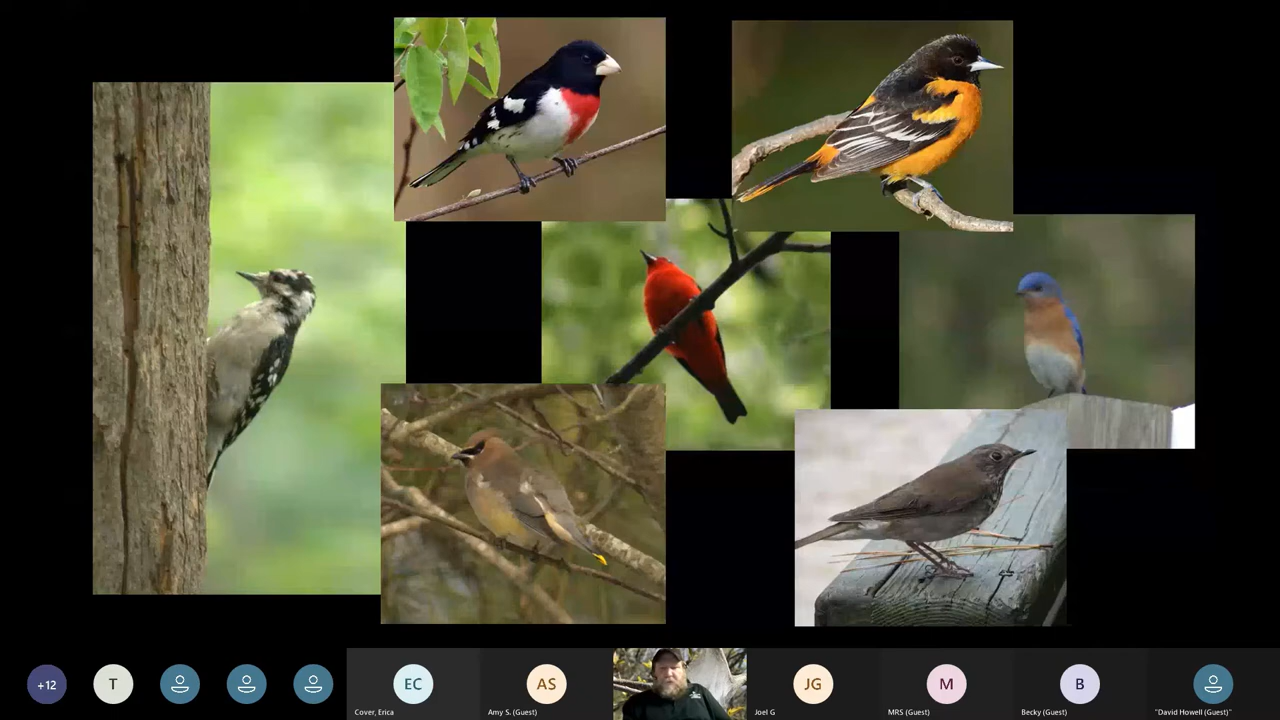 +12
T
EC
Cover, Erica
AS
Amy S. (Guest)
JG
Joel G
M
MRS (Guest)
B
Becky (Guest)
"David Howell (Guest)"